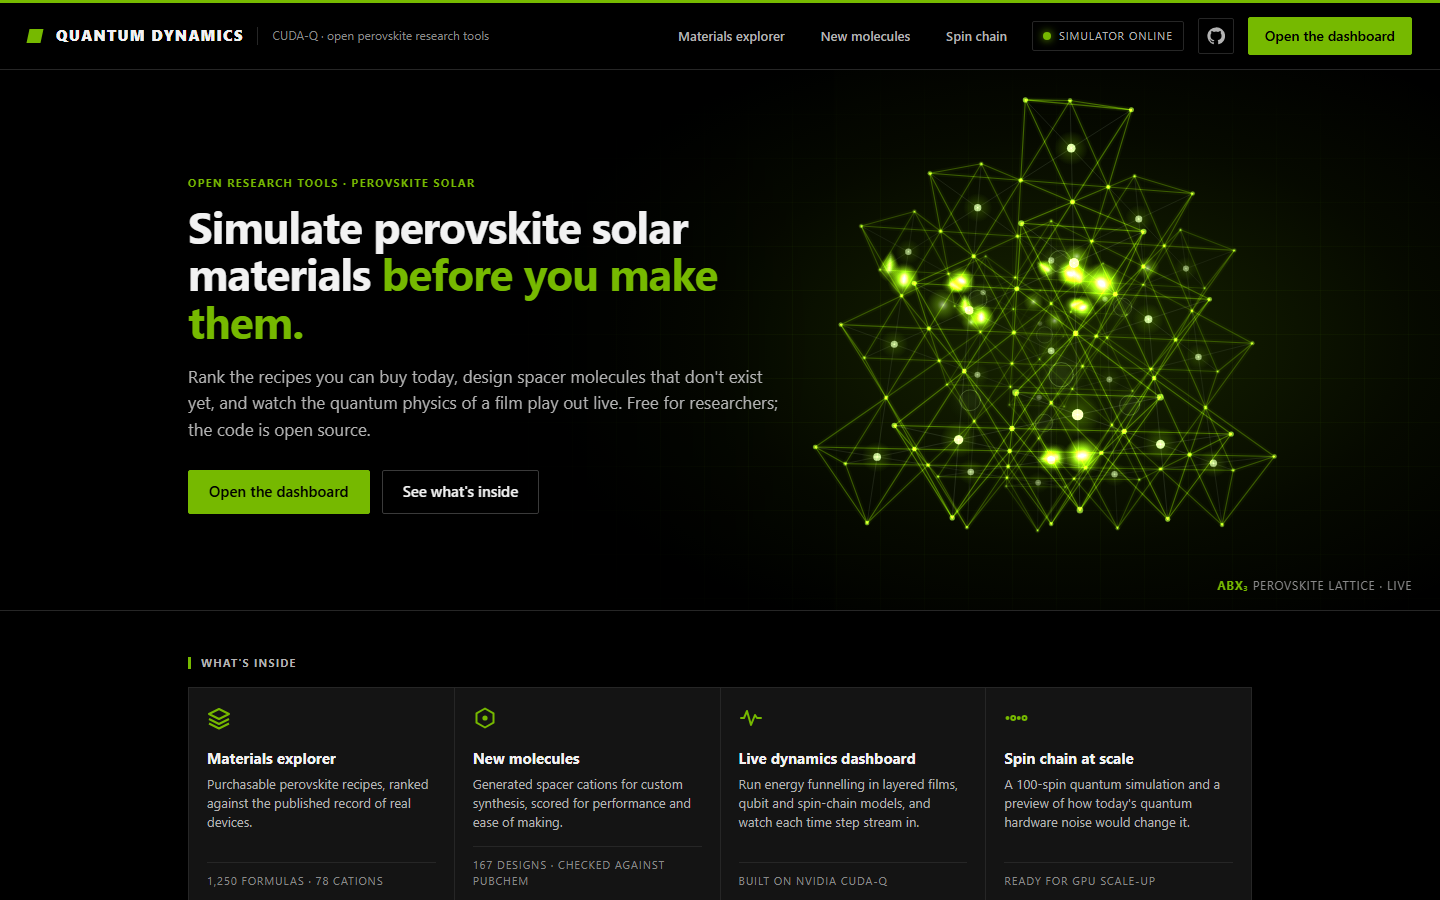 QUANTUM DYNAMICS
CUDA-Q · open perovskite research tools
Materials explorer
New molecules
Spin chain
SIMULATOR ONLINE
Open the dashboard
OPEN RESEARCH TOOLS · PEROVSKITE SOLAR
Simulate perovskite solar
materials before you make
them.
Rank the recipes you can buy today, design spacer molecules that don't exist
yet, and watch the quantum physics of a film play out live. Free for researchers;
the code is open source.
Open the dashboard
See what's inside
ABX₃ PEROVSKITE LATTICE · LIVE
WHAT'S INSIDE
Materials explorer
Purchasable perovskite recipes, ranked
against the published record of real
devices.
1,250 FORMULAS · 78 CATIONS
New molecules
Generated spacer cations for custom
synthesis, scored for performance and
ease of making.
167 DESIGNS · CHECKED AGAINST
PUBCHEM
Live dynamics dashboard
Run energy funnelling in layered films,
qubit and spin-chain models, and
watch each time step stream in.
BUILT ON NVIDIA CUDA-Q
Spin chain at scale
A 100-spin quantum simulation and a
preview of how today's quantum
hardware noise would change it.
READY FOR GPU SCALE-UP